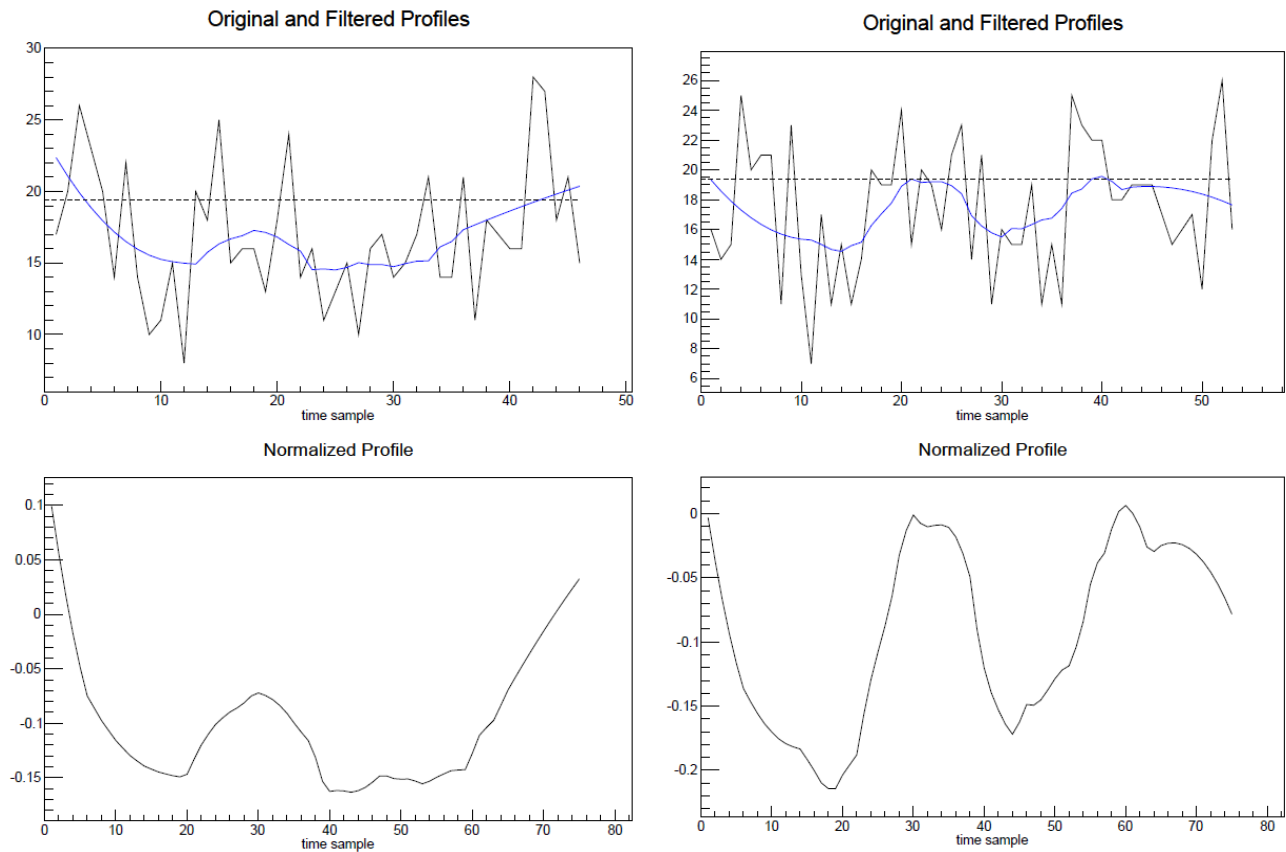 Original and Filtered Profiles
30
25
20
15
10
0 10 20 30 40 50
time sample
Original and Filtered Profiles
26
24
22
20
18
16
14
12
10
8
6
0 10 20 30 40 50
time sample
Normalized Profile
0.1
0.05
0
-0.05
-0.1
-0.15
0 10 20 30 40 50 60 70 80
time sample
Normalized Profile
0
-0.05
-0.1
-0.15
-0.2
0 10 20 30 40 50 60 70 80
time sample